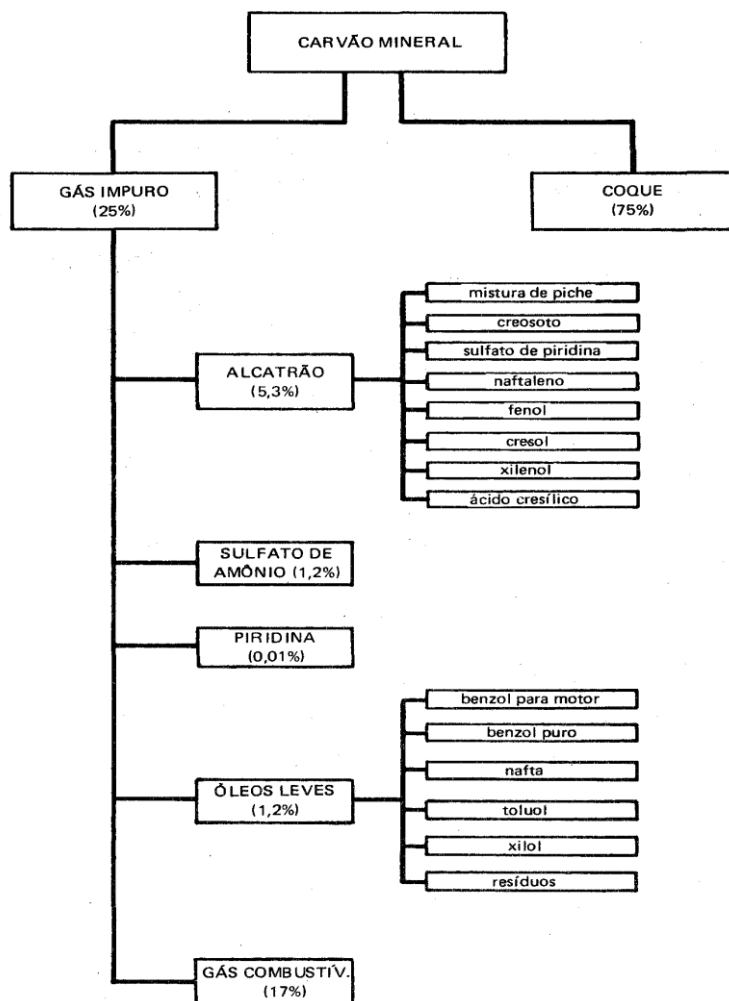 CARVÃO MINERAL
GÁS IMPURO
(25%)
COQUE
(75%)
ALCATRÃO
(5,3%)
mistura de piche
creosoto
sulfato de piridina
naftaleno
fenol
cresol
xilenol
ácido cresílico
SULFATO DE
AMÔNIO (1,2%)
PIRIDINA
(0,01%)
ÓLEOS LEVES
(1,2%)
benzol para motor
benzol puro
nafta
toluol
xilol
resíduos
GÁS COMBUSTÍV.
(17%)